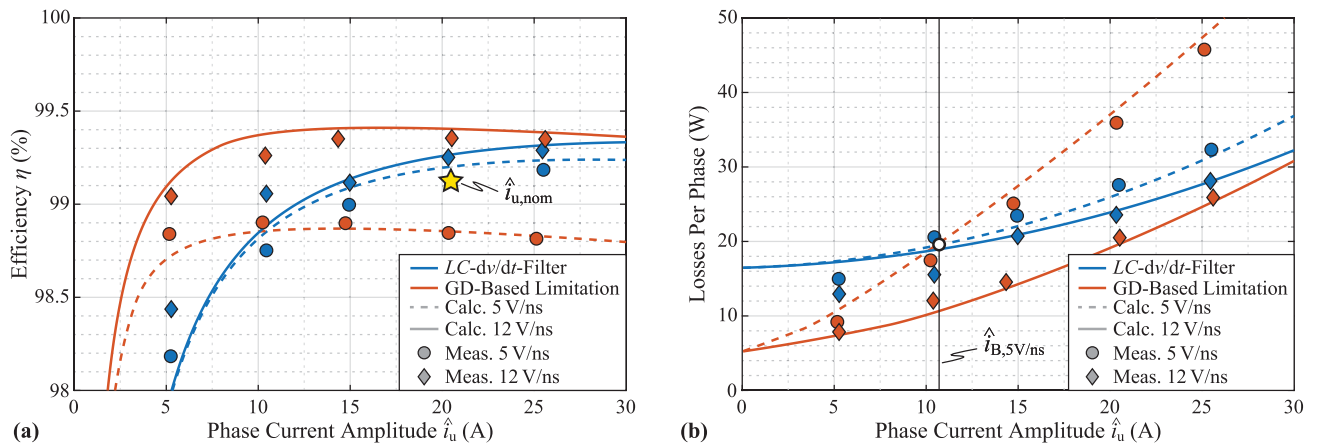 100
99.5
99
98.5
98
Efficiency η (%)
î u,nom
LC-dv/dt-Filter
GD-Based Limitation
Calc. 5 V/ns
Calc. 12 V/ns
Meas. 5 V/ns
Meas. 12 V/ns
0 5 10 15 20 25 30
(a) Phase Current Amplitude î u (A)
50
40
30
20
10
0
Losses Per Phase (W)
î B,5V/ns
LC-dv/dt-Filter
GD-Based Limitation
Calc. 5 V/ns
Calc. 12 V/ns
Meas. 5 V/ns
Meas. 12 V/ns
0 5 10 15 20 25 30
(b) Phase Current Amplitude î u (A)